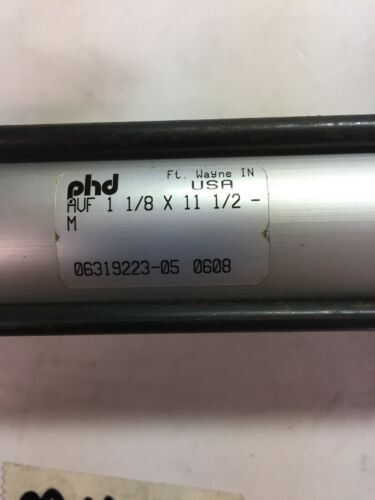 phd Ft. Wayne IN
USA
AVF 1 1/8 X 11 1/2 -
M
06319223-05 0608